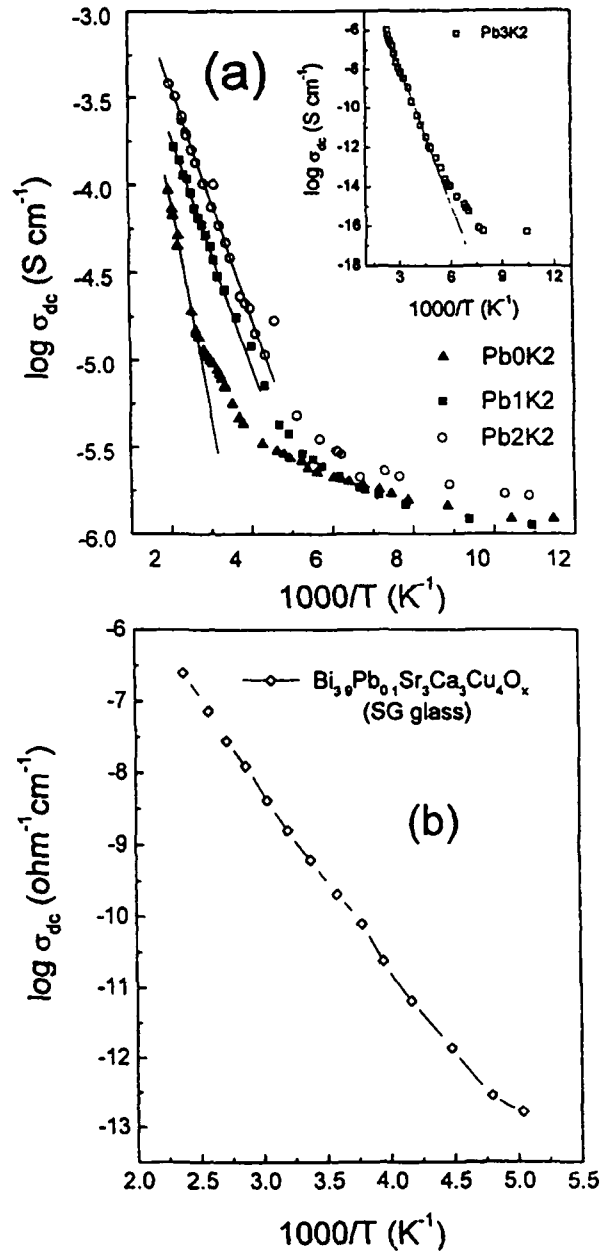 (a)
log σ_dc (S cm⁻¹)
-3.0
-3.5
-4.0
-4.5
-5.0
-5.5
-6.0
2 4 6 8 10 12
1000/T (K⁻¹)
▲ Pb0K2
■ Pb1K2
○ Pb2K2
Pb3K2
log σ_dc (S cm⁻¹)
-6
-8
-10
-12
-14
-16
-18
3 6 9 12
1000/T (K⁻¹)
(b)
Bi₃.₉Pb₀.₁Sr₃Ca₃Cu₄Oₓ
(SG glass)
log σ_dc (ohm⁻¹cm⁻¹)
-6
-7
-8
-9
-10
-11
-12
-13
2.0 2.5 3.0 3.5 4.0 4.5 5.0 5.5
1000/T (K⁻¹)